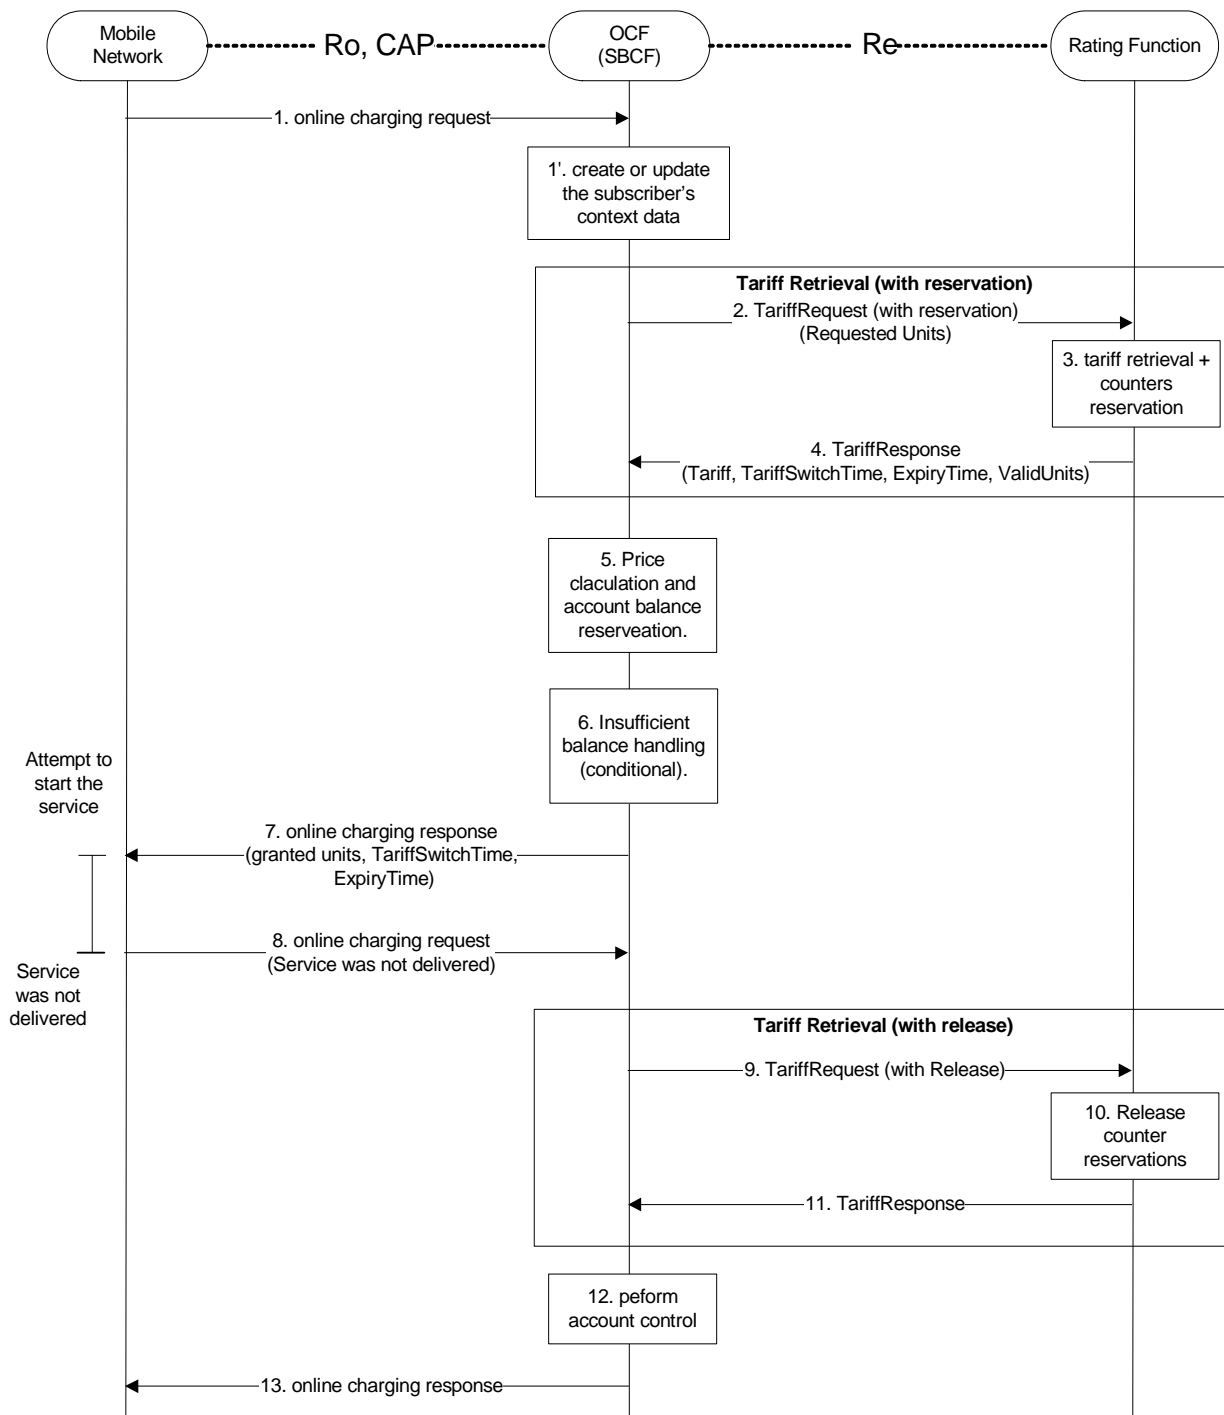 Mobile
Network
Ro, CAP
OCF
(SBCF)
Re
Rating Function
1. online charging request
1'. create or update
the subscriber’s
context data
Tariff Retrieval (with reservation)
2. TariffRequest (with reservation)
(Requested Units)
3. tariff retrieval +
counters
reservation
4. TariffResponse
(Tariff, TariffSwitchTime, ExpiryTime, ValidUnits)
5. Price
claculation and
account balance
reserveation.
6. Insufficient
balance handling
(conditional).
Attempt to
start the
service
7. online charging response
(granted units, TariffSwitchTime,
ExpiryTime)
8. online charging request
(Service was not delivered)
Service
was not
delivered
Tariff Retrieval (with release)
9. TariffRequest (with Release)
10. Release
counter
reservations
11. TariffResponse
12. peform
account control
13. online charging response